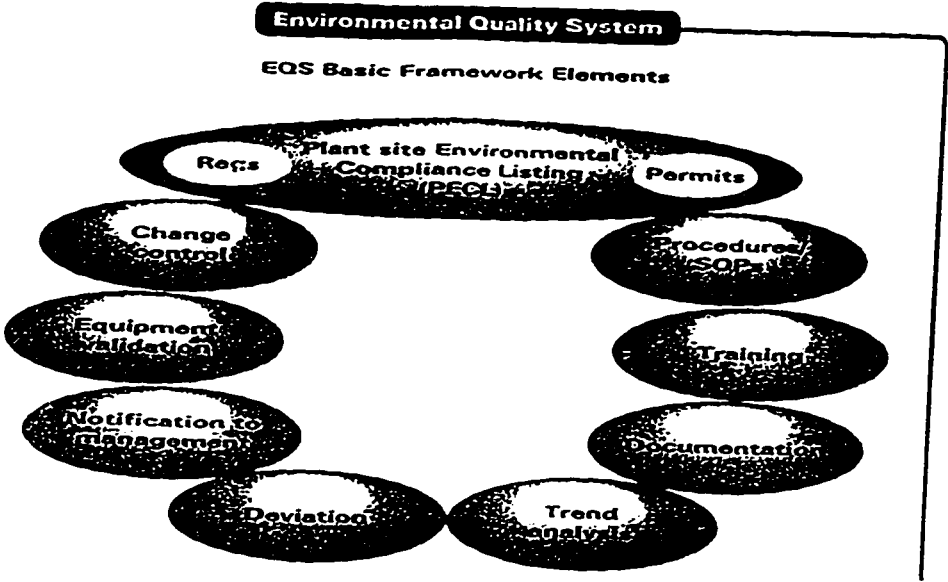 Environmental Quality System
EQS Basic Framework Elements
Regs
Plant site Environmental
Compliance Listing
(PECL)
Permits
Change
control
Procedures/
SOPs
Equipment
validation
Training
Notification to
management
Documentation
Deviation
Trend
analysis